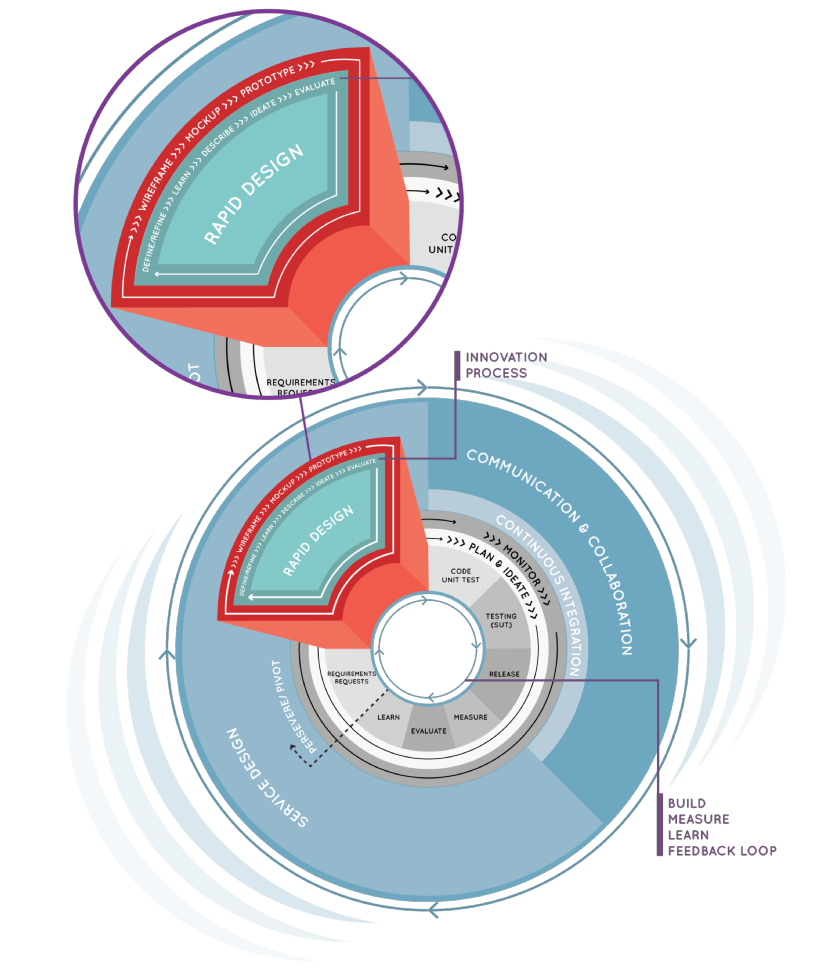 >>> WIREFRAME >>> MOCKUP >>> PROTOTYPE >>>
DEFINE/REFINE >>> LEARN >>> DESCRIBE >>> IDEATE >>> EVALUATE
RAPID DESIGN
CO
UNIT
OT
REQUIREMENTS
REQUE
INNOVATION
PROCESS
>>> WIREFRAME >>> MOCKUP >>> PROTOTYPE >>>
DEFINE/REFINE >>> LEARN >>> DESCRIBE >>> IDEATE >>> EVALUATE
RAPID DESIGN
COMMUNICATION & COLLABORATION
CONTINUOUS INTEGRATION
>>> MONITOR >>>
>>> PLAN & IDEATE >>>
CODE
UNIT TEST
TESTING
(SUT)
RELEASE
MEASURE
EVALUATE
LEARN
REQUIREMENTS
REQUESTS
PERSEVERE/PIVOT
SERVICE DESIGN
BUILD
MEASURE
LEARN
FEEDBACK LOOP